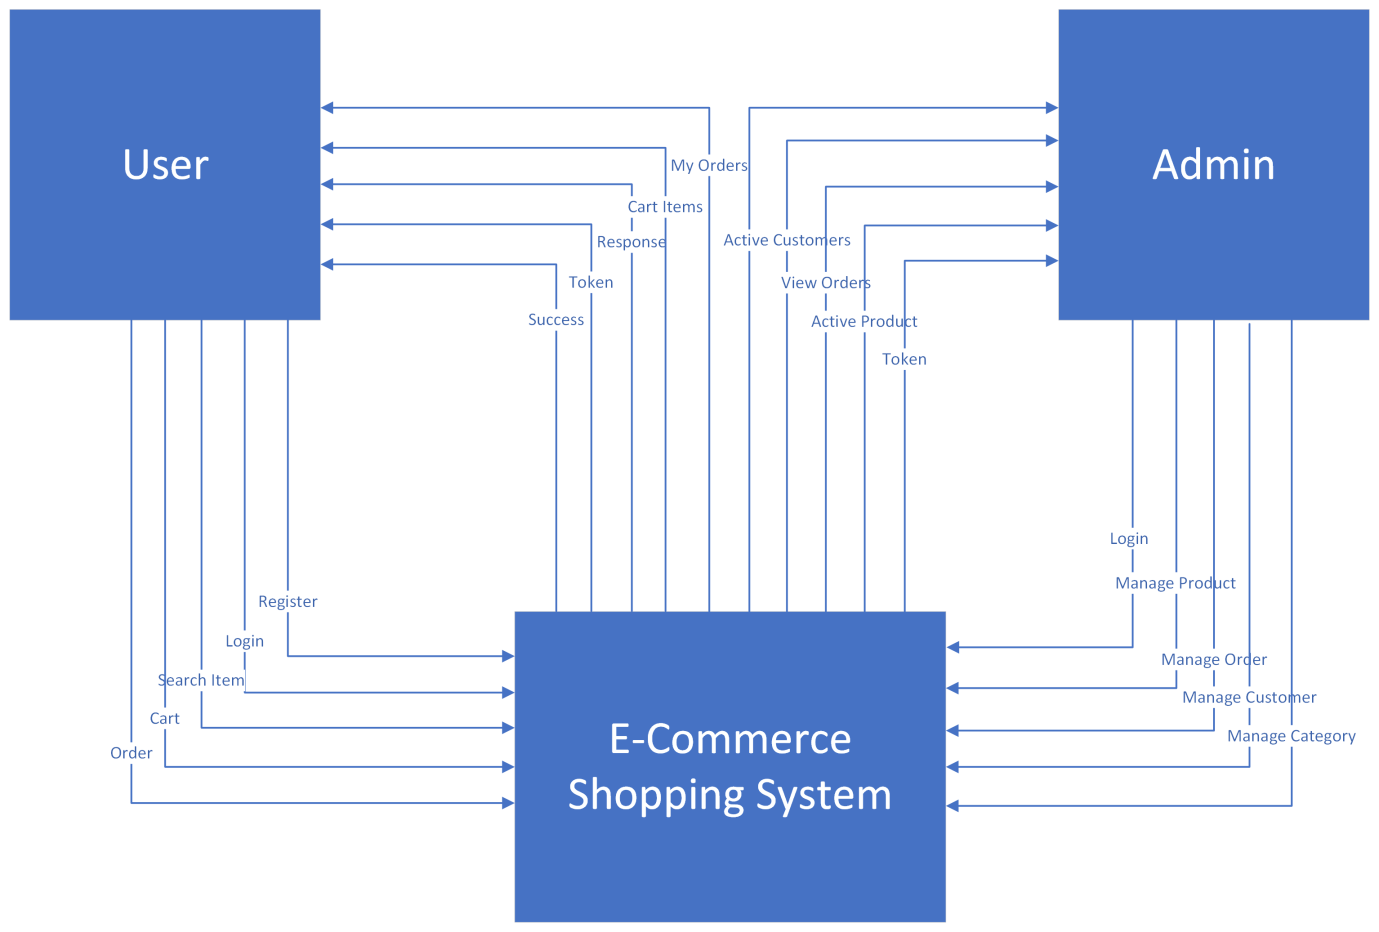 User
Admin
My Orders
Cart Items
Response
Token
Success
Active Customers
View Orders
Active Product
Token
Register
Login
Search Item
Cart
Order
Login
Manage Product
Manage Order
Manage Customer
Manage Category
E-Commerce
Shopping System